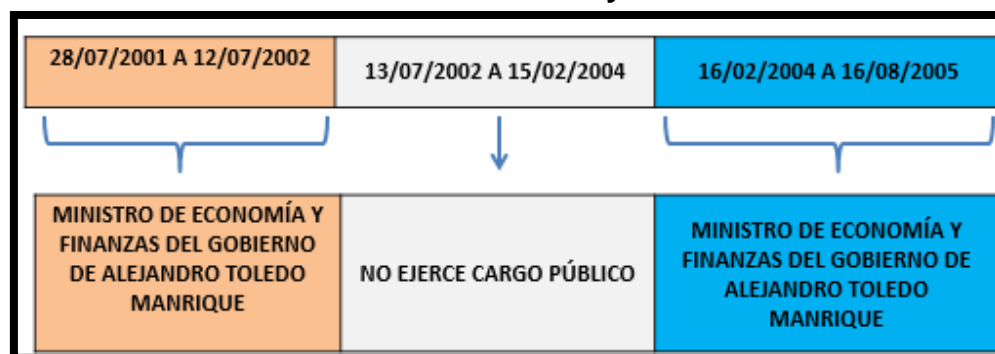 28/07/2001 A 12/07/2002
13/07/2002 A 15/02/2004
16/02/2004 A 16/08/2005
MINISTRO DE ECONOMÍA Y
FINANZAS DEL GOBIERNO
DE ALEJANDRO TOLEDO
MANRIQUE
NO EJERCE CARGO PÚBLICO
MINISTRO DE ECONOMÍA Y
FINANZAS DEL GOBIERNO DE
ALEJANDRO TOLEDO
MANRIQUE